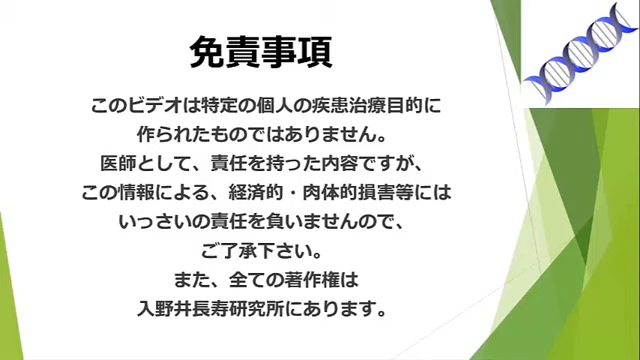 免責事項
このビデオは特定の個人の疾患治療目的に
作られたものではありません。
医師として、責任を持った内容ですが、
この情報による、経済的・肉体的損害等には
いっさいの責任を負いませんので、
ご了承下さい。
また、全ての著作権は
入野井長寿研究所にあります。